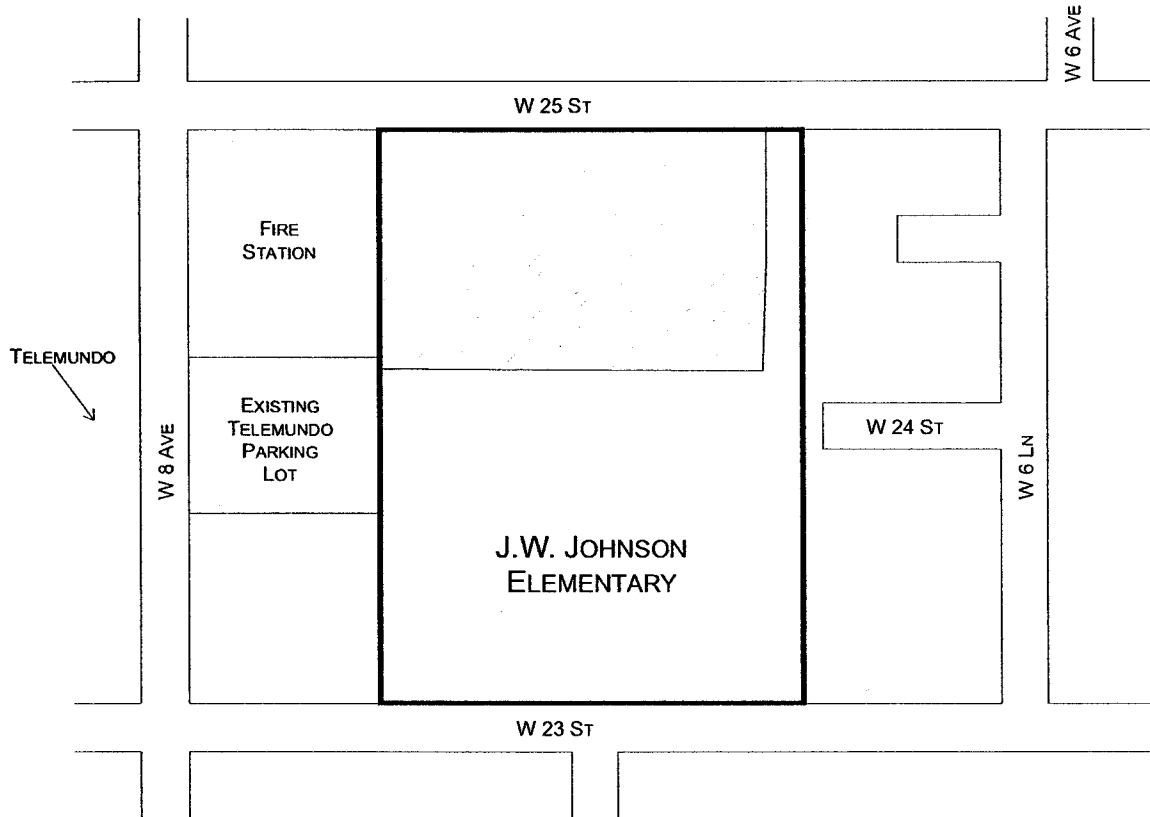 W 6 AVE
W 25 ST
FIRE
STATION
TELEMUNDO
EXISTING
TELEMUNDO
PARKING
LOT
W 24 ST
W 8 AVE
W 6 LN
J.W. JOHNSON
ELEMENTARY
W 23 ST